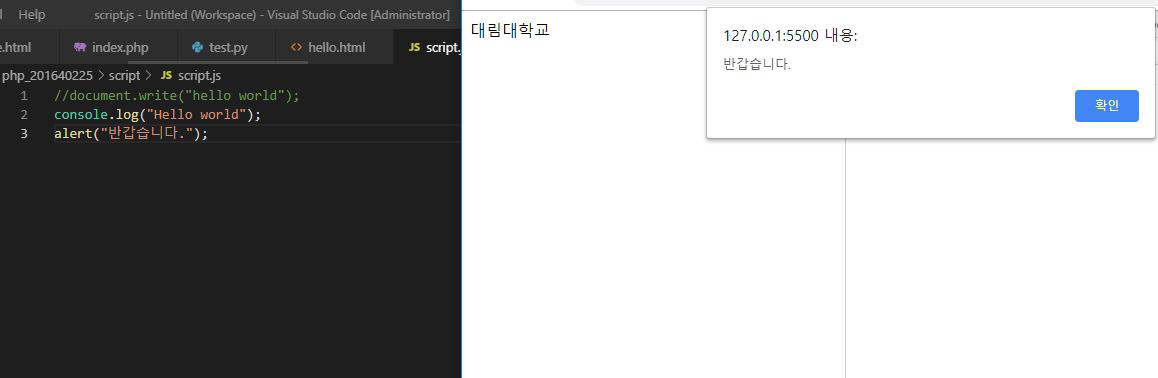 Help
script.js - Untitled (Workspace) - Visual Studio Code [Administrator]
.html
index.php
test.py
hello.html
JS script.
php_201640225 > script > JS script.js
1 //document.write("hello world");
2 console.log("Hello world");
3 alert("반갑습니다.");
대림대학교
127.0.0.1:5500 내용:
반갑습니다.
확인